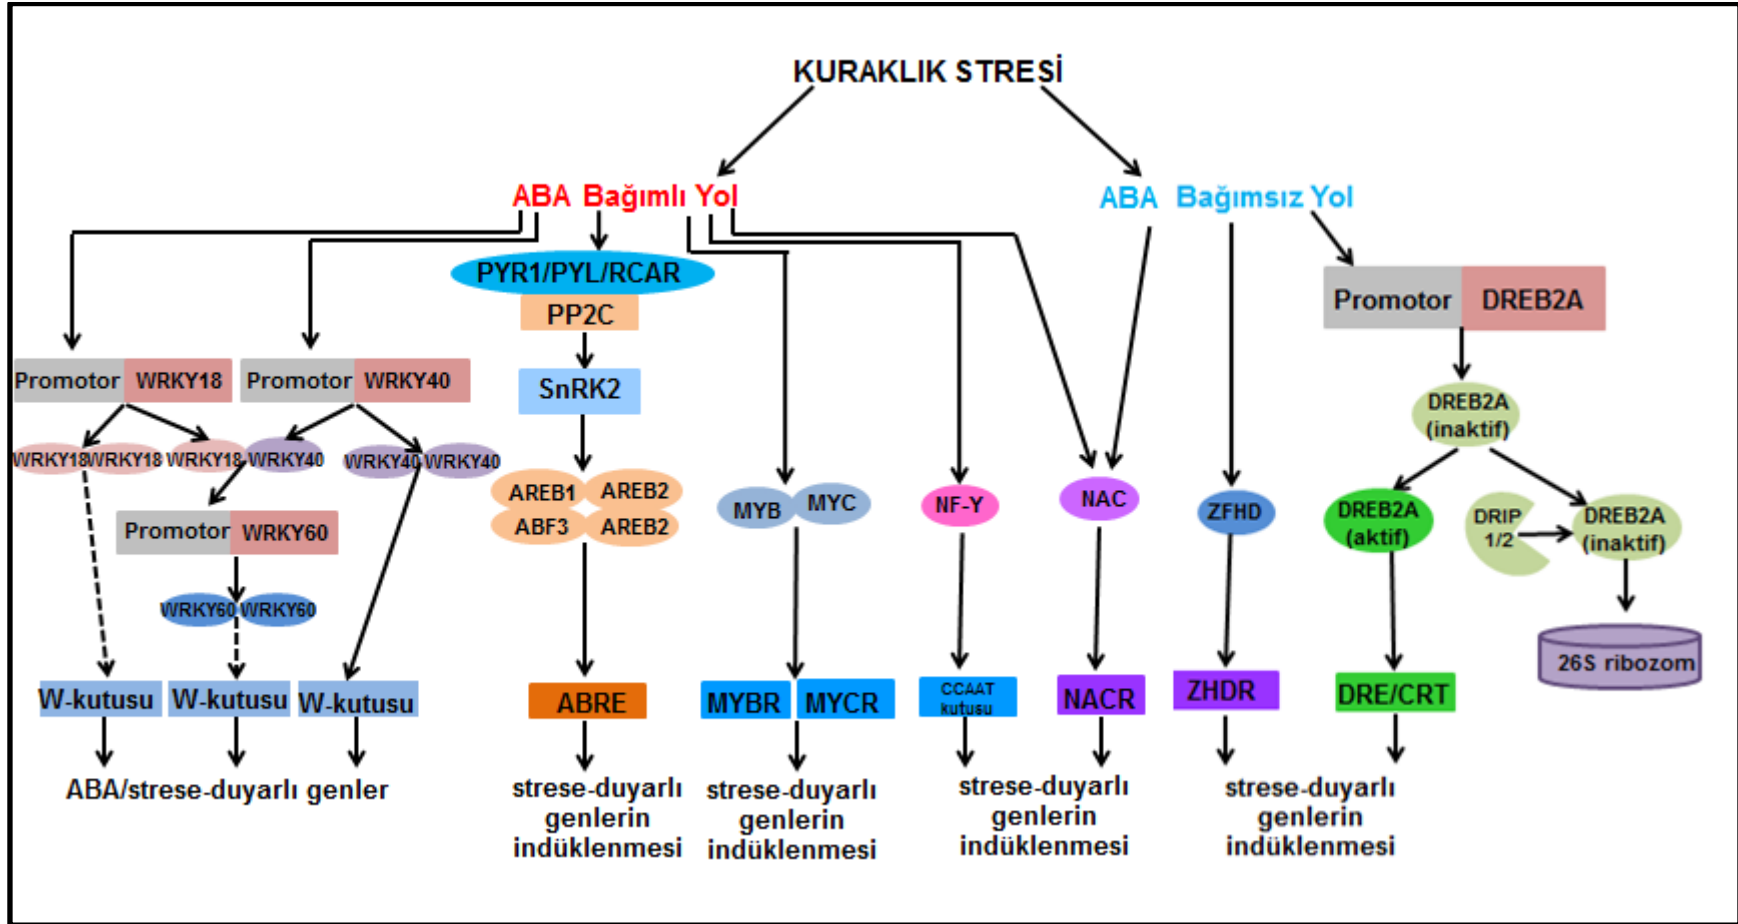 KURAKLIK STRESİ
ABA Bağımlı Yol
ABA Bağımsız Yol
PYR1/PYL/RCAR
PP2C
SnRK2
Promotor WRKY18
Promotor WRKY40
Promotor DREB2A
DREB2A
(inaktif)
WRKY18 WRKY18
WRKY18 WRKY40
WRKY40 WRKY40
Promotor WRKY60
WRKY60 WRKY60
AREB1 AREB2
ABF3 AREB2
MYB MYC
NF-Y
NAC
ZFHD
DREB2A
(aktif)
DRIP
1/2
DREB2A
(inaktif)
26S ribozom
W-kutusu
W-kutusu
W-kutusu
ABRE
MYBR
MYCR
CCAAT
kutusu
NACR
ZHDR
DRE/CRT
ABA/strese-duyarlı genler
strese-duyarlı
genlerin
indüklenmesi
strese-duyarlı
genlerin
indüklenmesi
strese-duyarlı
genlerin
indüklenmesi
strese-duyarlı
genlerin
indüklenmesi